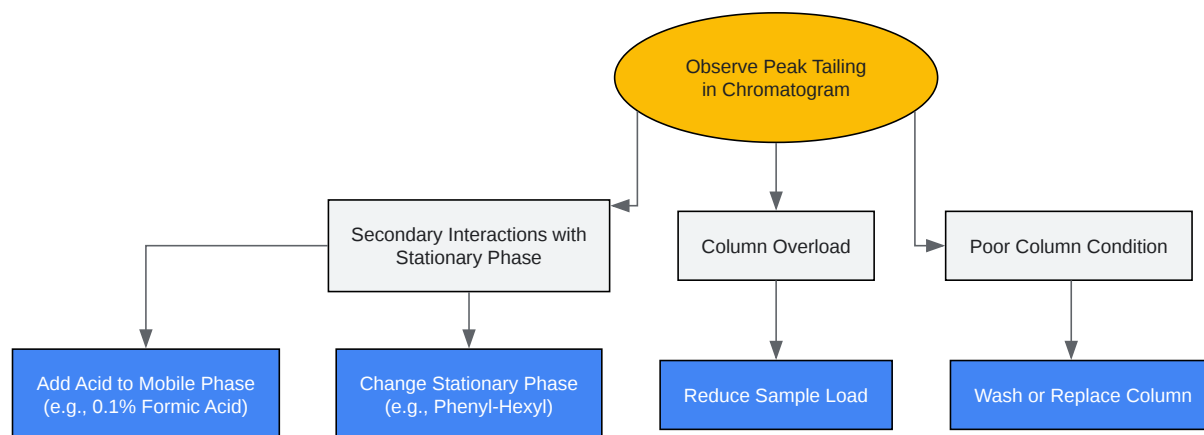 Observe Peak Tailing
in Chromatogram
Secondary Interactions with
Stationary Phase
Column Overload
Poor Column Condition
Add Acid to Mobile Phase
(e.g., 0.1% Formic Acid)
Change Stationary Phase
(e.g., Phenyl-Hexyl)
Reduce Sample Load
Wash or Replace Column